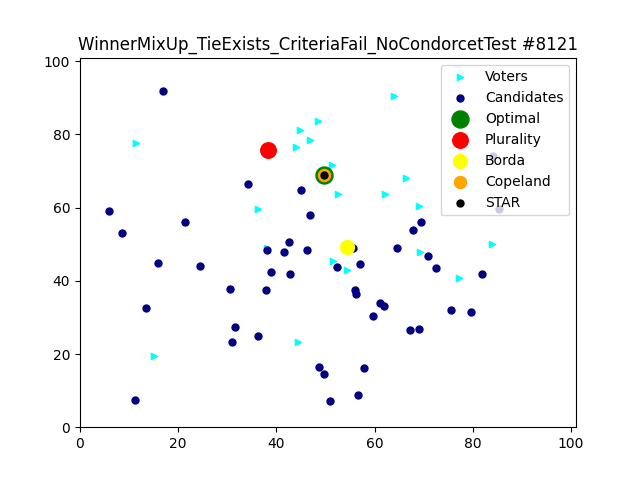 WinnerMixUp_TieExists_CriteriaFail_NoCondorcetTest #8121
100
80
60
40
20
0
0
20
40
60
80
100
Voters
Candidates
Optimal
Plurality
Borda
Copeland
STAR